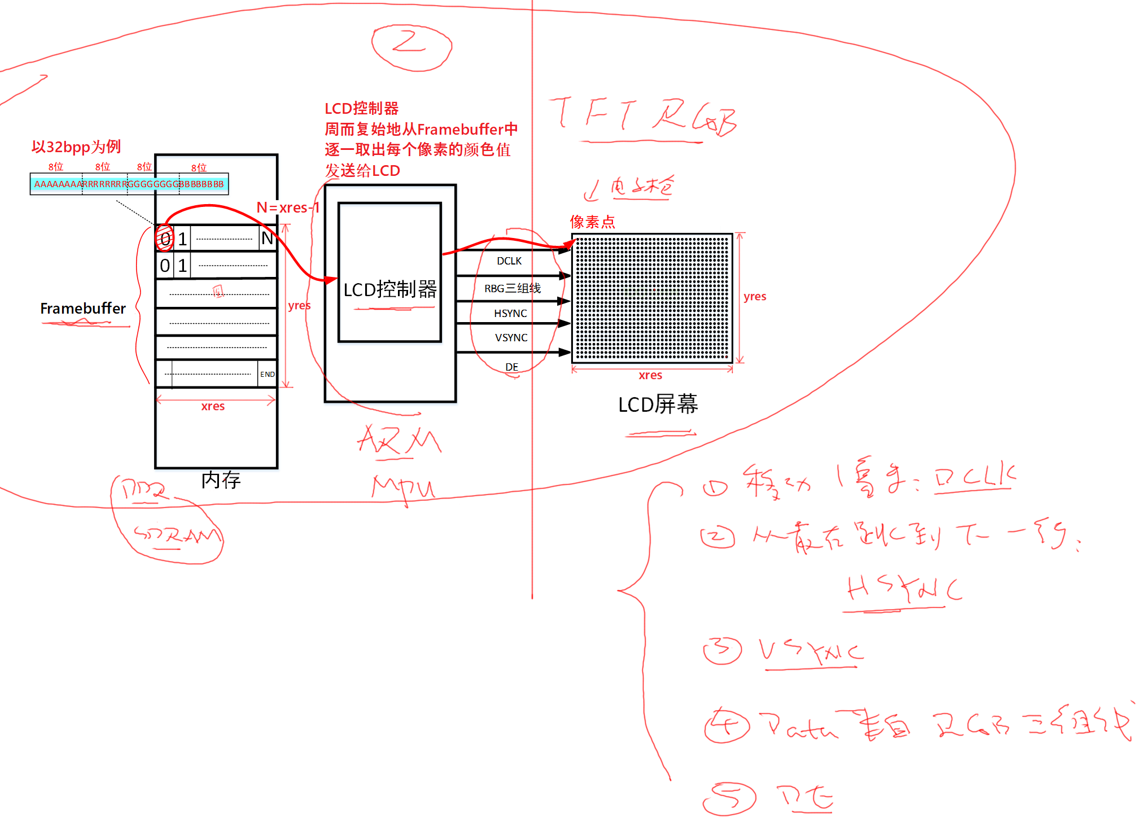 ②
TFT RGB
LCD控制器
周而复始地从Framebuffer中
逐一取出每个像素的颜色值
发送给LCD
以32bpp为例
8位 8位 8位 8位
AAAAAAAARRRRRRRRGGGGGGGGBBBBBBBB
电子枪
N=xres-1
像素点
0 1 N
0 1
Framebuffer
yres
LCD控制器
DCLK
RBG三组线
HSYNC
VSYNC
DE
yres
END
xres
xres
LCD屏幕
内存
ARM
MPU
DDR
SDRAM
① 移动 1像素: DCLK
② 从最右跳到下一行:
HSYNC
③ VSYNC
④ Data 来自 RGB 三组线
⑤ DE